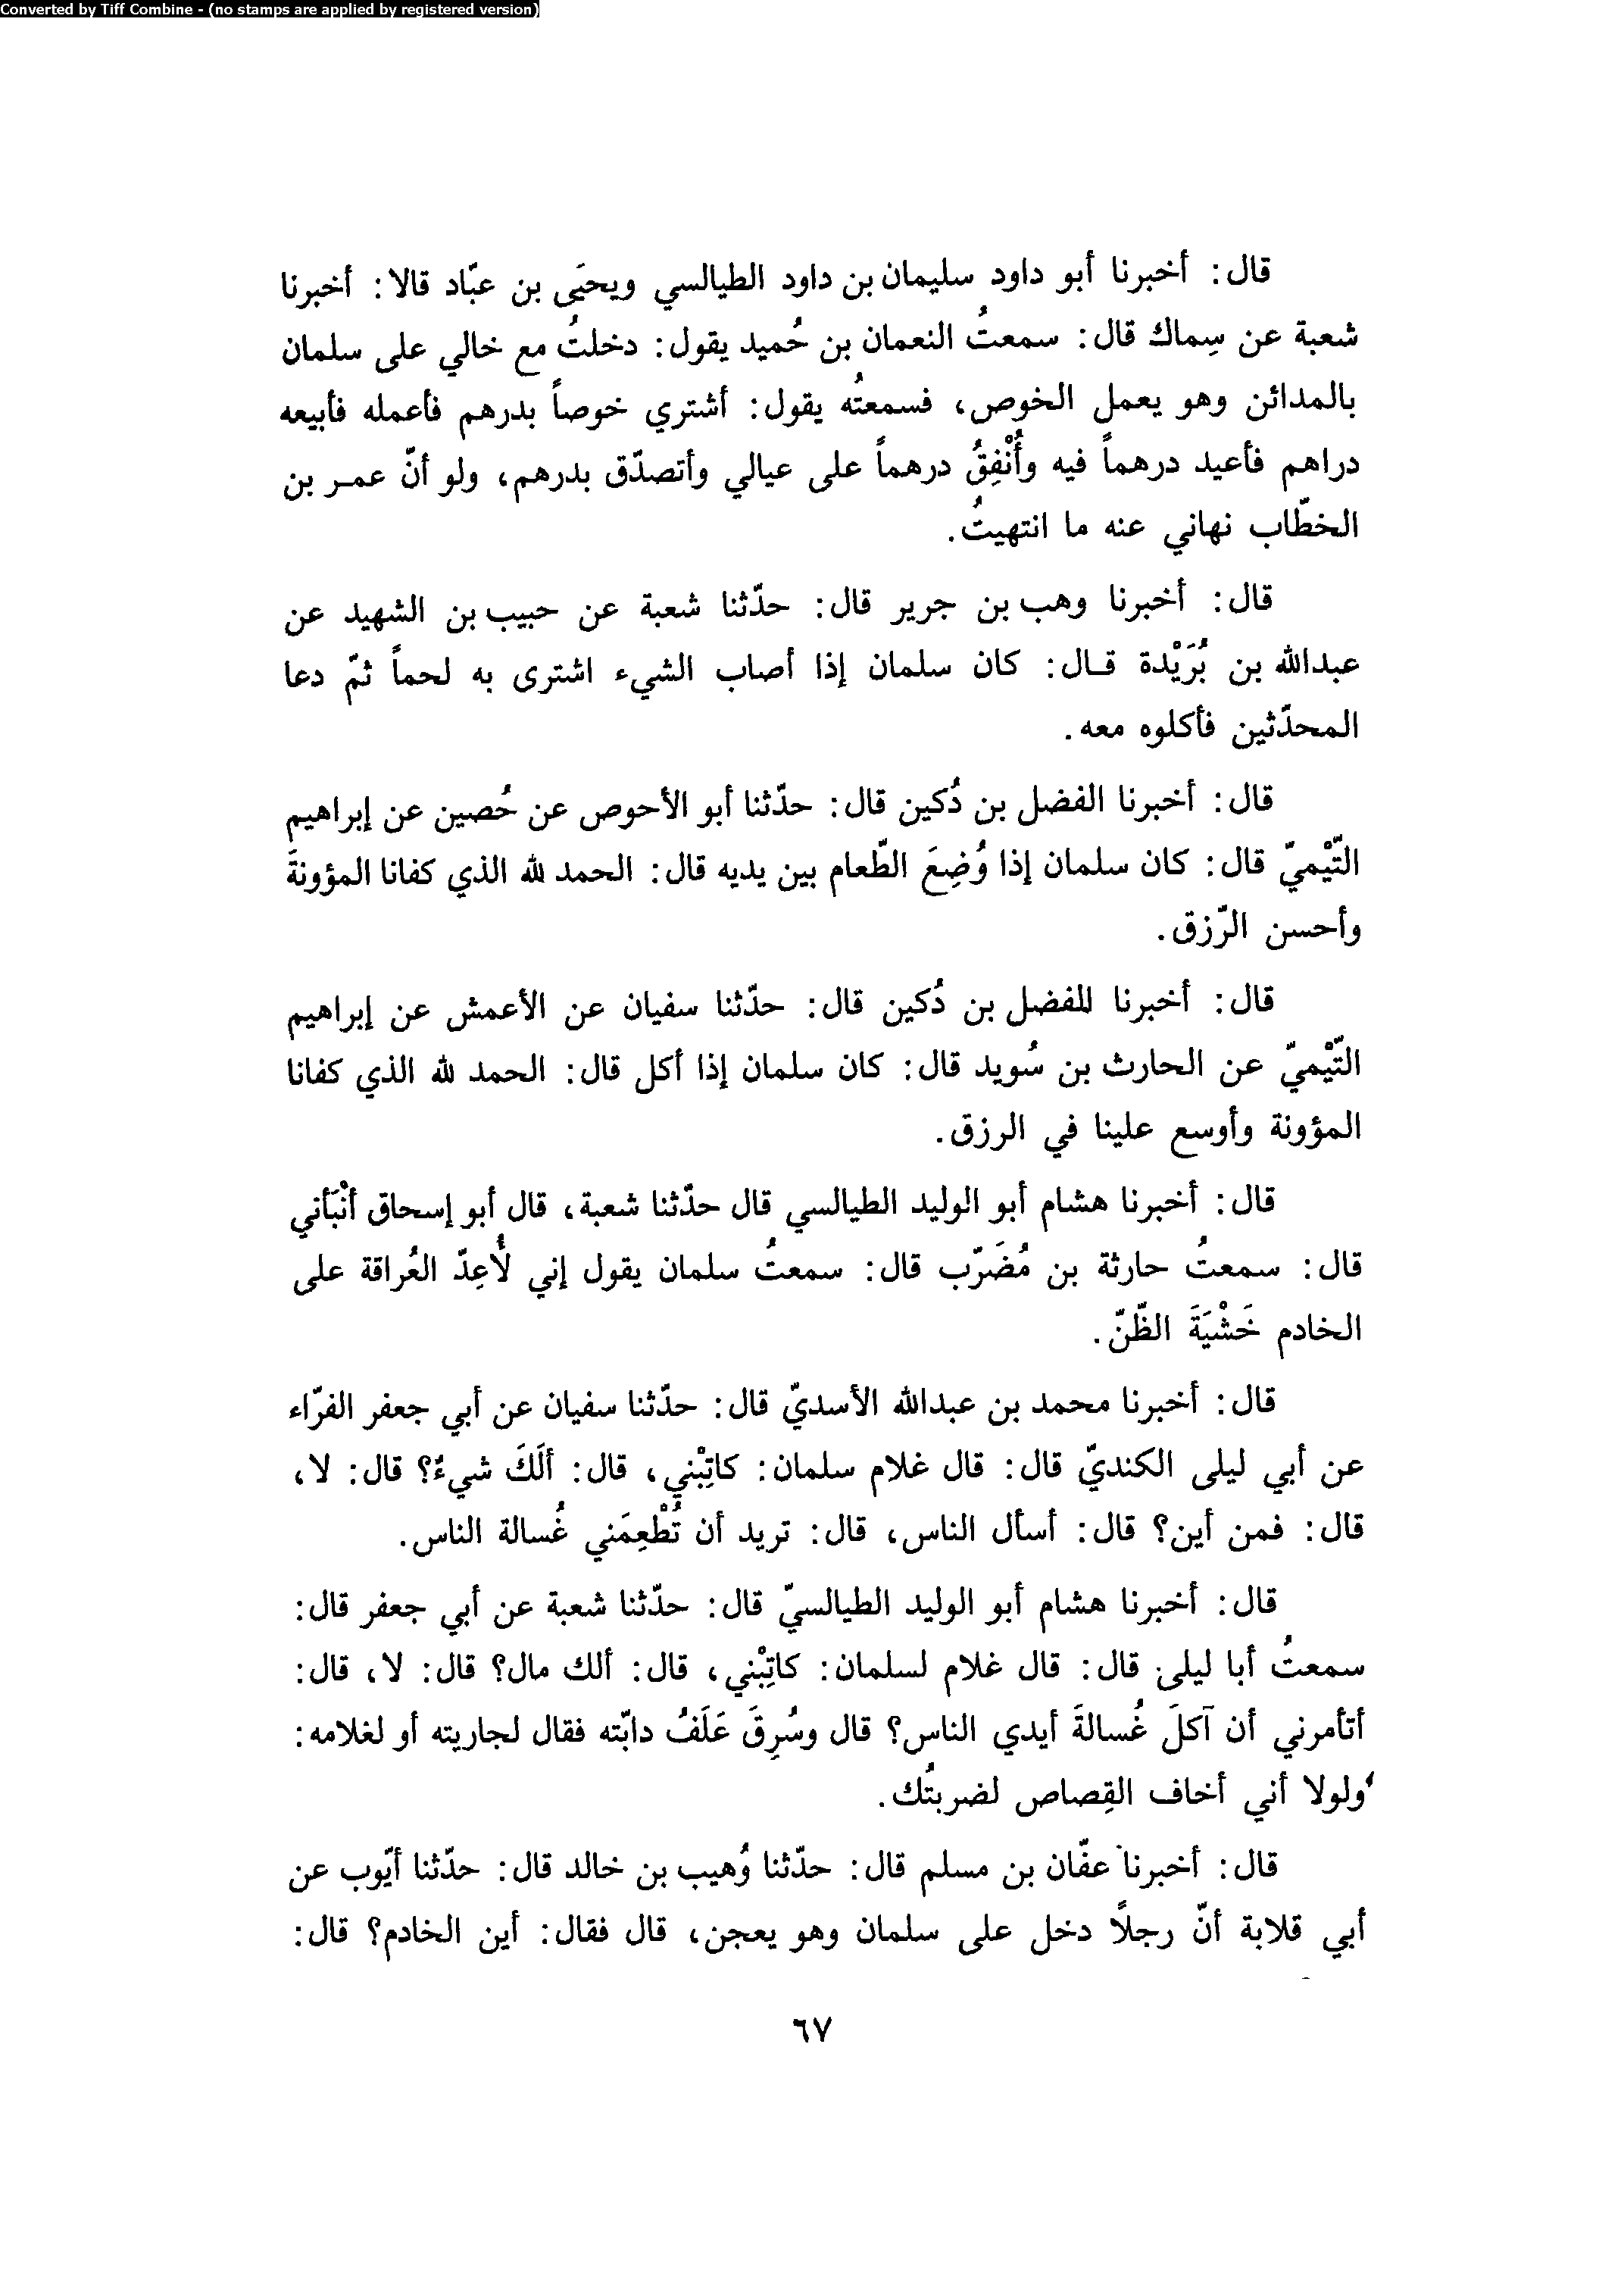 Converted by Tiff Combine - (no stamps are applied by registered version)
قال: أخبرنا أبو داود سليمان بن داود الطيالسي ويحيَى بن عبّاد قالا: أخبرنا
شعبة عن سِماك قال: سمعتُ النعمان بن حُميد يقول: دخلتُ مع خالي على سلمان
بالمدائن وهو يعمل الخوص، فسمعتُه يقول: أشتري خوصاً بدرهم فأعمله فأبيعه
دراهم فأعيد درهماً فيه وأُنْفِقُ درهماً على عيالي وأتصدّق بدرهم، ولو أنّ عمر بن
الخطّاب نهاني عنه ما انتهيتُ.
قال: أخبرنا وهب بن جرير قال: حدّثنا شعبة عن حبيب بن الشهيد عن
عبدالله بن بُرَيْدة قال: كان سلمان إذا أصاب الشيء اشترى به لحماً ثمّ دعا
المحدّثين فأكلوه معه.
قال: أخبرنا الفضل بن دُكين قال: حدّثنا أبو الأحوص عن حُصين عن إبراهيم
التّيْميّ قال: كان سلمان إذا وُضِعَ الطّعام بين يديه قال: الحمد لله الذي كفانا المؤونةَ
وأحسن الرّزق.
قال: أخبرنا للفضل بن دُكين قال: حدّثنا سفيان عن الأعمش عن إبراهيم
التّيْميّ عن الحارث بن سُويد قال: كان سلمان إذا أكل قال: الحمد لله الذي كفانا
المؤونة وأوسع علينا في الرزق.
قال: أخبرنا هشام أبو الوليد الطيالسي قال حدّثنا شعبة، قال أبو إسحاق أنْبَأني
قال: سمعتُ حارثة بن مُضَرّب قال: سمعتُ سلمان يقول إني لأُعِدّ العُراقة على
الخادم خَشْيَةَ الظّنّ.
قال: أخبرنا محمد بن عبدالله الأسديّ قال: حدّثنا سفيان عن أبي جعفر الفرّاء
عن أبي ليلى الكنديّ قال: قال غلام سلمان: كاتِبْني، قال: ألَكَ شيءٌ؟ قال: لا،
قال: فمن أين؟ قال: أسأل الناس، قال: تريد أن تُطْعِمَني غُسالة الناس.
قال: أخبرنا هشام أبو الوليد الطيالسيّ قال: حدّثنا شعبة عن أبي جعفر قال:
سمعتُ أبا ليلى قال: قال غلام لسلمان: كاتِبْني، قال: ألك مال؟ قال: لا، قال:
أتأمرني أن آكلَ غُسالةَ أيدي الناس؟ قال وسُرِقَ عَلَفُ دابّته فقال لجاريته أو لغلامه:
ولولا أني أخاف القِصاص لضربتُك.
قال: أخبرنا عفّان بن مسلم قال: حدّثنا وُهيب بن خالد قال: حدّثنا أيّوب عن
أبي قلابة أنّ رجلاً دخل على سلمان وهو يعجن، قال فقال: أين الخادم؟ قال:
٦٧